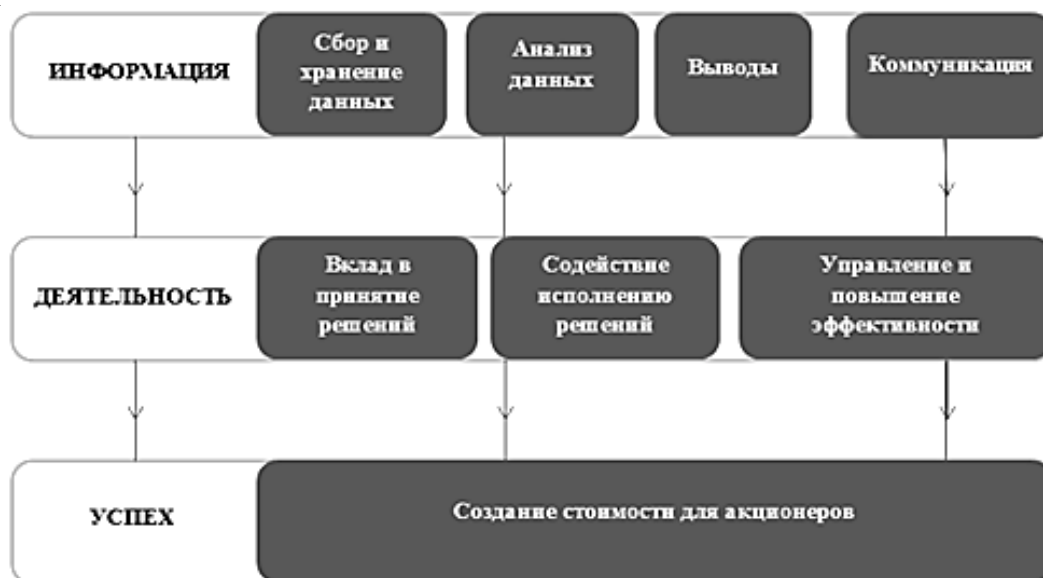 ИНФОРМАЦИЯ
Сбор и
хранение
данных
Анализ
данных
Выводы
Коммуникация
ДЕЯТЕЛЬНОСТЬ
Вклад в
принятие
решений
Содействие
исполнению
решений
Управление и
повышение
эффективности
УСПЕХ
Создание стоимости для акционеров